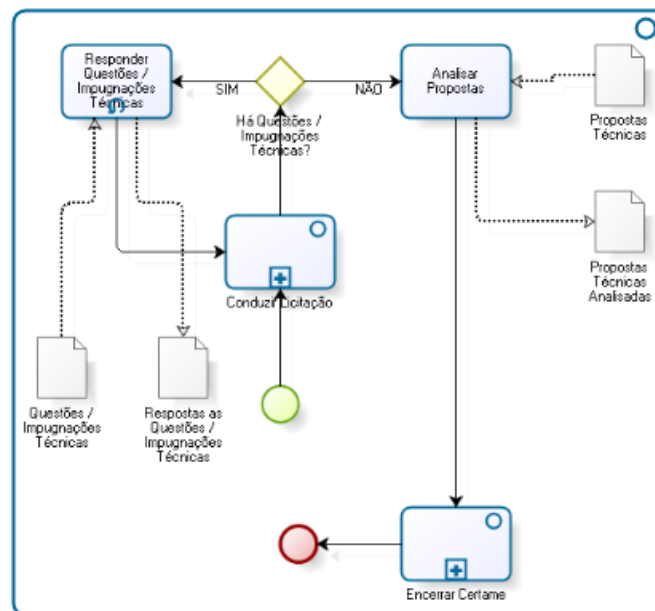 Responder
Questões /
Impugnações
Técnicas
SIM
NÃO
Analisar
Propostas
Propostas
Técnicas
Há Questões /
Impugnações
Técnicas?
Propostas
Técnicas
Analisadas
Conduzir Licitação
Questões /
Impugnações
Técnicas
Respostas as
Questões /
Impugnações
Técnicas
Encerrar Certame